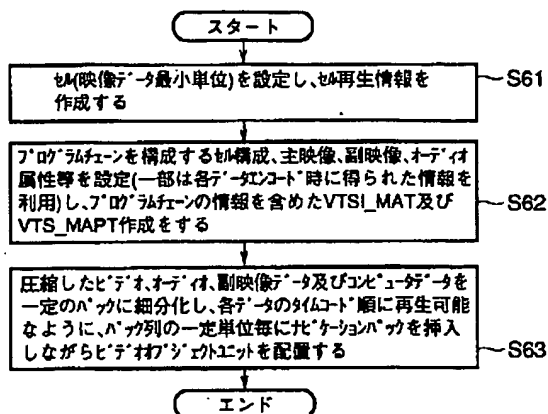 スタート
セル(映像データ最小単位)を設定し、セル再生情報を
作成する
S61
プログラムチェーンを構成するセル構成、主映像、副映像、オーディオ
属性等を設定(一部は各データエンコード時に得られた情報を
利用)し、プログラムチェーンの情報を含めたVTSI_MAT及び
VTS_MAPT作成をする
S62
圧縮したビデオ、オーディオ、副映像データ及びコンピュータデータを
一定のパックに細分化し、各データのタイムコード順に再生可能
なように、パック列の一定単位毎にナビゲーションパックを挿入
しながらビデオオブジェクトユニットを配置する
S63
エンド